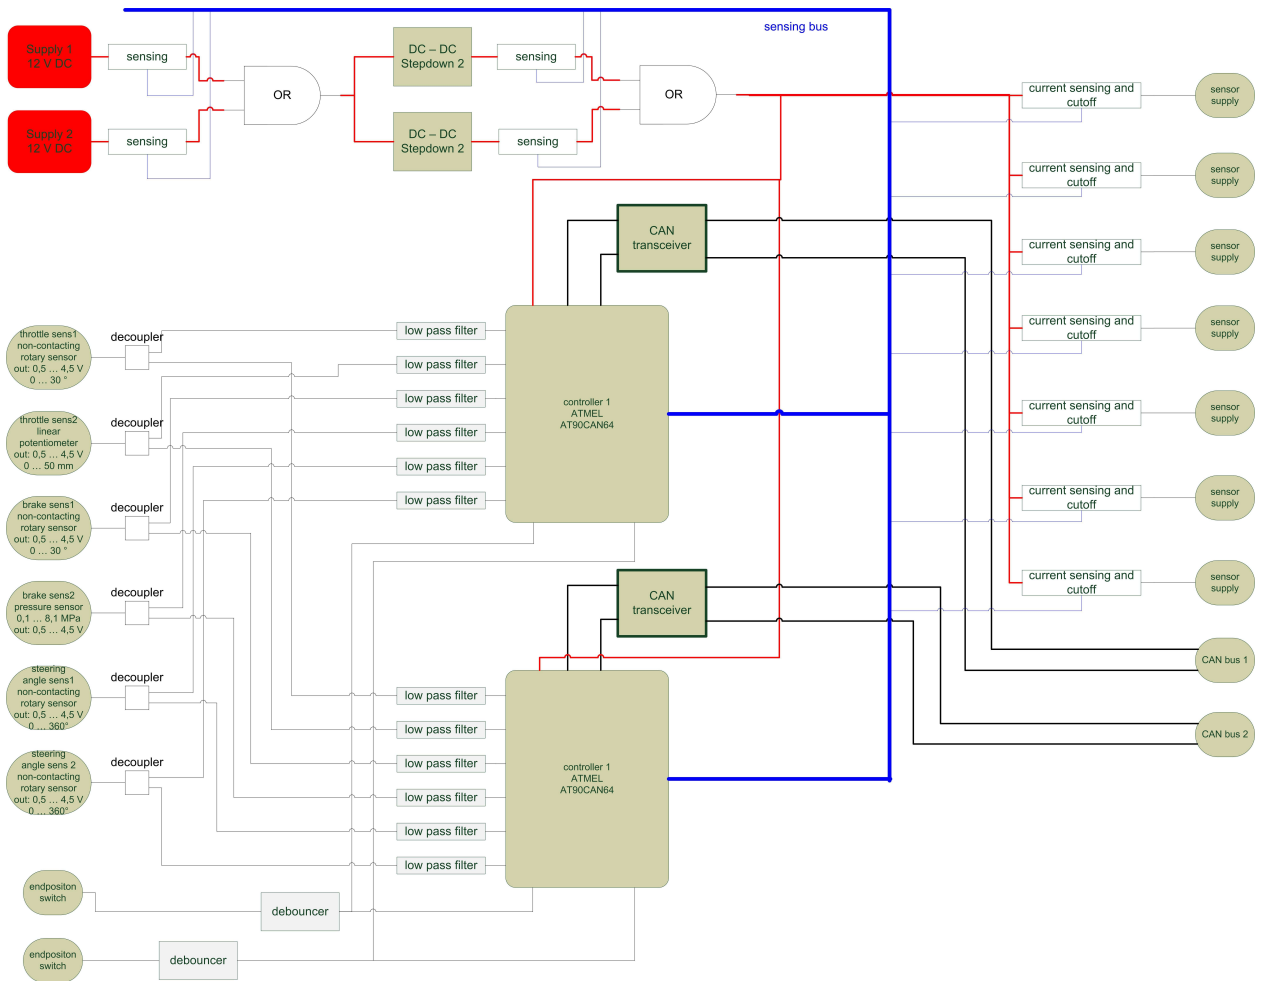 sensing bus
Supply 1
12 V DC
sensing
OR
DC – DC
Stepdown 2
sensing
OR
current sensing and
cutoff
sensor
supply
Supply 2
12 V DC
sensing
DC – DC
Stepdown 2
sensing
current sensing and
cutoff
sensor
supply
CAN
transceiver
current sensing and
cutoff
sensor
supply
current sensing and
cutoff
sensor
supply
current sensing and
cutoff
sensor
supply
current sensing and
cutoff
sensor
supply
current sensing and
cutoff
sensor
supply
throttle sens1
non-contacting
rotary sensor
out: 0,5 … 4,5 V
0 … 30 °
decoupler
low pass filter
low pass filter
low pass filter
low pass filter
low pass filter
low pass filter
controller 1
ATMEL
AT90CAN64
throttle sens2
linear
potentiometer
out: 0,5 … 4,5 V
0 … 50 mm
decoupler
brake sens1
non-contacting
rotary sensor
out: 0,5 … 4,5 V
0 … 30 °
decoupler
brake sens2
pressure sensor
0,1 … 8,1 MPa
out: 0,5 … 4,5 V
decoupler
CAN
transceiver
steering
angle sens1
non-contacting
rotary sensor
out: 0,5 … 4,5 V
0 … 360°
decoupler
CAN bus 1
CAN bus 2
steering
angle sens 2
non-contacting
rotary sensor
out: 0,5 … 4,5 V
0 … 360°
decoupler
low pass filter
low pass filter
low pass filter
low pass filter
low pass filter
low pass filter
controller 1
ATMEL
AT90CAN64
endpositon
switch
debouncer
endpositon
switch
debouncer